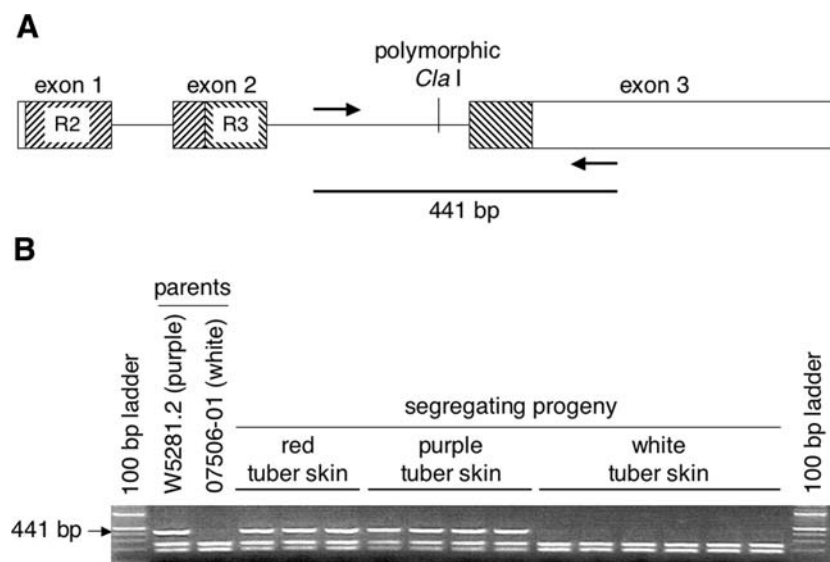 A
polymorphic
Cla I
exon 1
exon 2
exon 3
R2
R3
441 bp
B
parents
100 bp ladder
W5281.2 (purple)
07506-01 (white)
segregating progeny
red
tuber skin
purple
tuber skin
white
tuber skin
100 bp ladder
441 bp